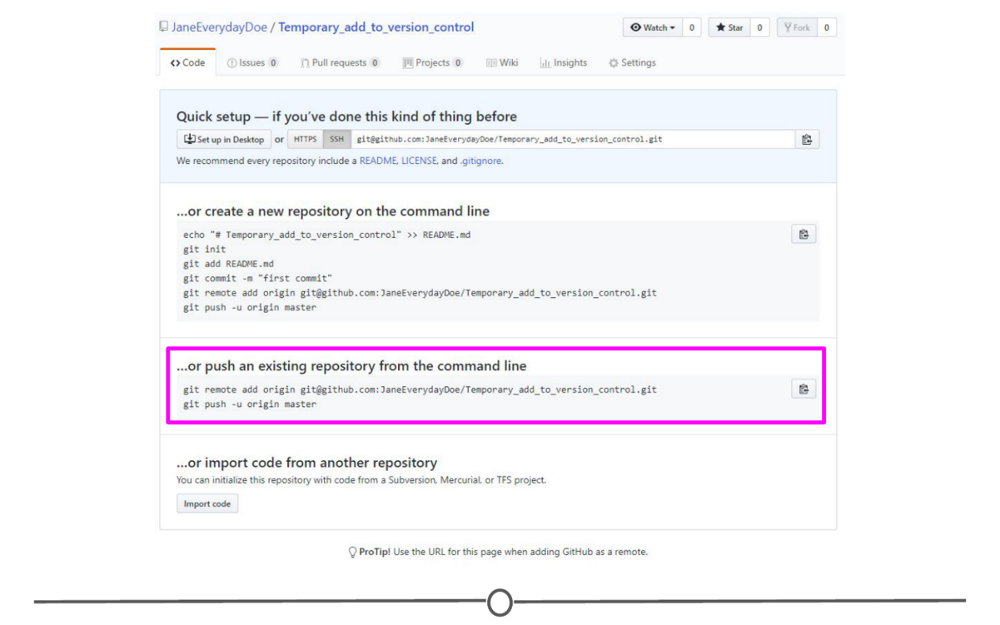 JaneEverydayDoe / Temporary_add_to_version_control
Watch 0 Star 0 Fork 0
Code Issues 0 Pull requests 0 Projects 0 Wiki Insights Settings
Quick setup — if you've done this kind of thing before
Set up in Desktop or HTTPS SSH git@github.com:JaneEverydayDoe/Temporary_add_to_version_control.git
We recommend every repository include a README, LICENSE, and .gitignore.
...or create a new repository on the command line
echo "# Temporary_add_to_version_control" >> README.md
git init
git add README.md
git commit -m "first commit"
git remote add origin git@github.com:JaneEverydayDoe/Temporary_add_to_version_control.git
git push -u origin master
...or push an existing repository from the command line
git remote add origin git@github.com:JaneEverydayDoe/Temporary_add_to_version_control.git
git push -u origin master
...or import code from another repository
You can initialize this repository with code from a Subversion, Mercurial, or TFS project.
Import code
ProTip! Use the URL for this page when adding GitHub as a remote.